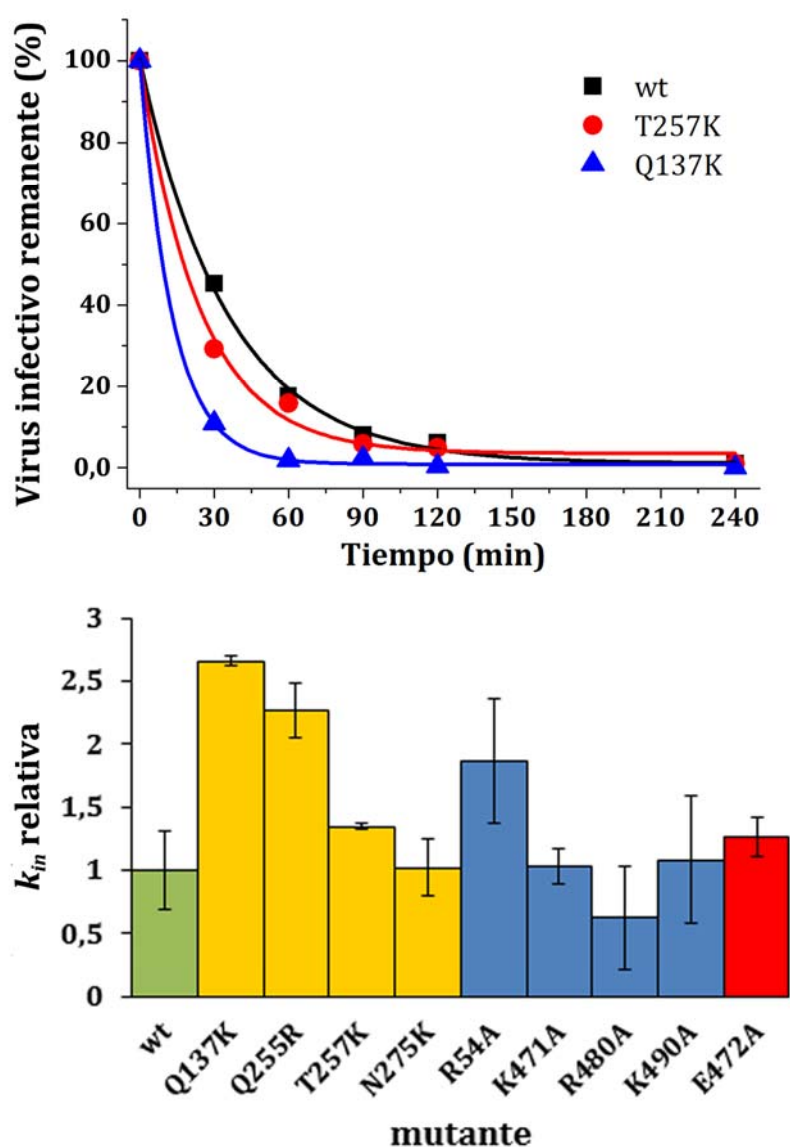 Virus infectivo remanente (%)
100
80
60
40
20
0,0
wt
T257K
Q137K
0 30 60 90 120 150 180 210 240
Tiempo (min)
k_in relativa
3
2,5
2
1,5
1
0,5
0
wt
Q137K
Q255R
T257K
N275K
R54A
K471A
R480A
K490A
E472A
mutante